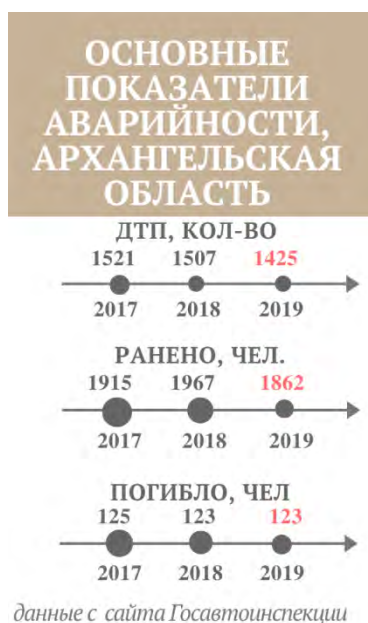 ОСНОВНЫЕ
ПОКАЗАТЕЛИ
АВАРИЙНОСТИ,
АРХАНГЕЛЬСКАЯ
ОБЛАСТЬ
ДТП, КОЛ-ВО
1521 1507 1425
2017 2018 2019
РАНЕНО, ЧЕЛ.
1915 1967 1862
2017 2018 2019
ПОГИБЛО, ЧЕЛ
125 123 123
2017 2018 2019
данные с сайта Госавтоинспекции